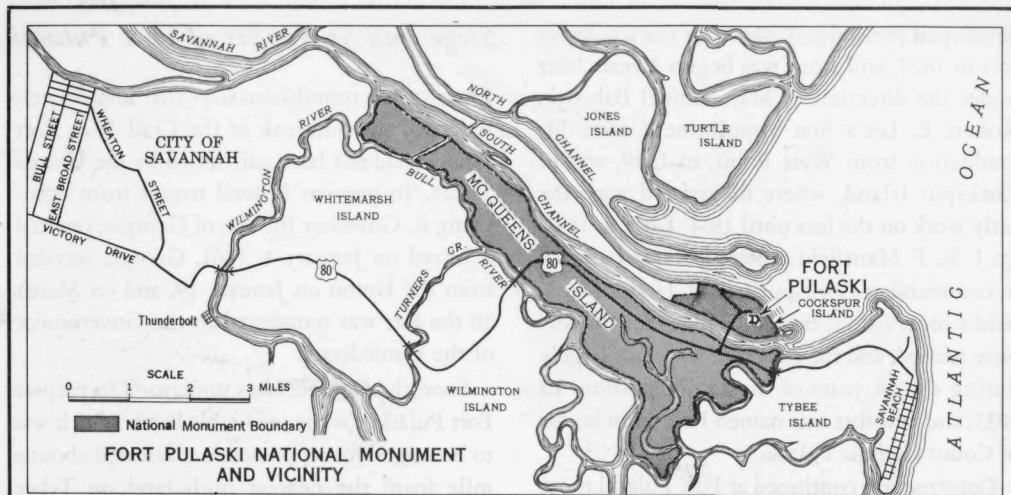 SAVANNAH RIVER
NORTH CHANNEL
JONES
ISLAND
TURTLE
ISLAND
ATLANTIC OCEAN
CITY OF
SAVANNAH
BULL STREET
EAST BROAD STREET
WHEATON STREET
VICTORY DRIVE
WILMINGTON RIVER
WHITEMARSH
ISLAND
BULL RIVER
SOUTH CHANNEL
MC QUEENS ISLAND
80
80
TURNERS CR.
FORT
PULASKI
COCKSPUR
ISLAND
Thunderbolt
WILMINGTON
ISLAND
TYBEE
ISLAND
SAVANNAH
BEACH
SCALE
0 1 2 3 MILES
National Monument Boundary
FORT PULASKI NATIONAL MONUMENT
AND VICINITY